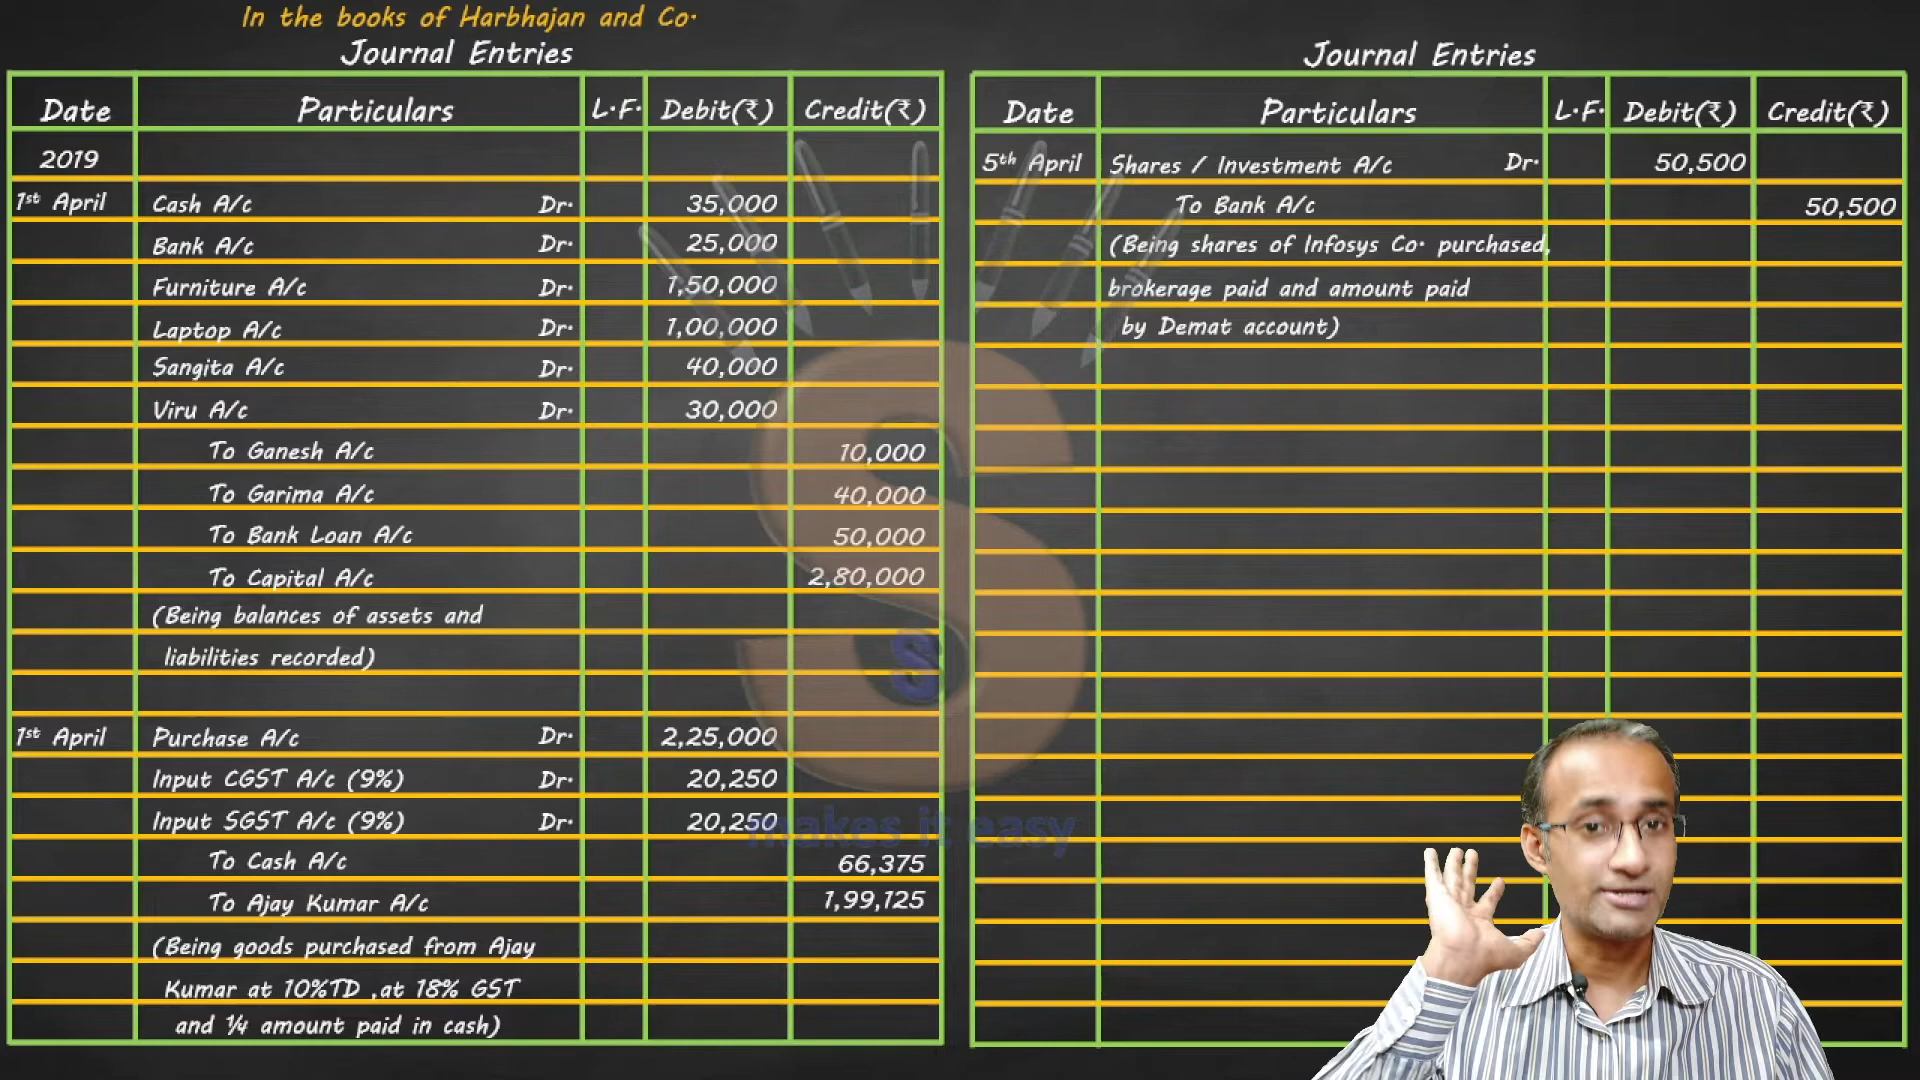 In the books of Harbhajan and Co.
Journal Entries
Date Particulars L.F. Debit(₹) Credit(₹)
2019
1st April Cash A/c Dr. 35,000
Bank A/c Dr. 25,000
Furniture A/c Dr. 1,50,000
Laptop A/c Dr. 1,00,000
Sangita A/c Dr. 40,000
Viru A/c Dr. 30,000
To Ganesh A/c 10,000
To Garima A/c 40,000
To Bank Loan A/c 50,000
To Capital A/c 2,80,000
(Being balances of assets and
liabilities recorded)
1st April Purchase A/c Dr. 2,25,000
Input CGST A/c (9%) Dr. 20,250
Input SGST A/c (9%) Dr. 20,250
To Cash A/c 66,375
To Ajay Kumar A/c 1,99,125
(Being goods purchased from Ajay
Kumar at 10%TD ,at 18% GST
and ¼ amount paid in cash)
Journal Entries
Date Particulars L.F. Debit(₹) Credit(₹)
5th April Shares / Investment A/c Dr. 50,500
To Bank A/c 50,500
(Being shares of Infosys Co. purchased,
brokerage paid and amount paid
by Demat account)
S
S
makes it easy